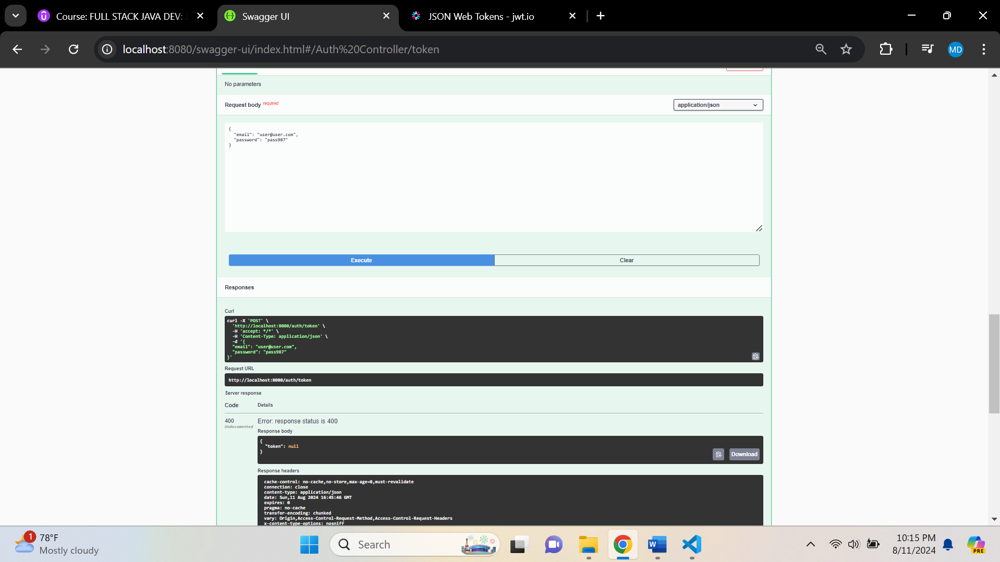 Course: FULL STACK JAVA DEV:
Swagger UI
JSON Web Tokens - jwt.io
localhost:8080/swagger-ui/index.html#/Auth%20Controller/token
MD
No parameters
Request body required
application/json
{
"email": "user@user.com",
"password": "pass987"
}
Execute
Clear
Responses
Curl
curl -X 'POST' \
'http://localhost:8080/auth/token' \
-H 'accept: */*' \
-H 'Content-Type: application/json' \
-d '{
"email": "user@user.com",
"password": "pass987"
}'
Request URL
http://localhost:8080/auth/token
Server response
Code Details
400 Error: response status is 400
Undocumented
Response body
{
"token": null
}
Download
Response headers
cache-control: no-cache,no-store,max-age=0,must-revalidate
connection: close
content-type: application/json
date: Sun,11 Aug 2024 16:45:46 GMT
expires: 0
pragma: no-cache
transfer-encoding: chunked
vary: Origin,Access-Control-Request-Method,Access-Control-Request-Headers
x-content-type-options: nosniff
1
78°F
Mostly cloudy
Search
W
10:15 PM
8/11/2024
PRE